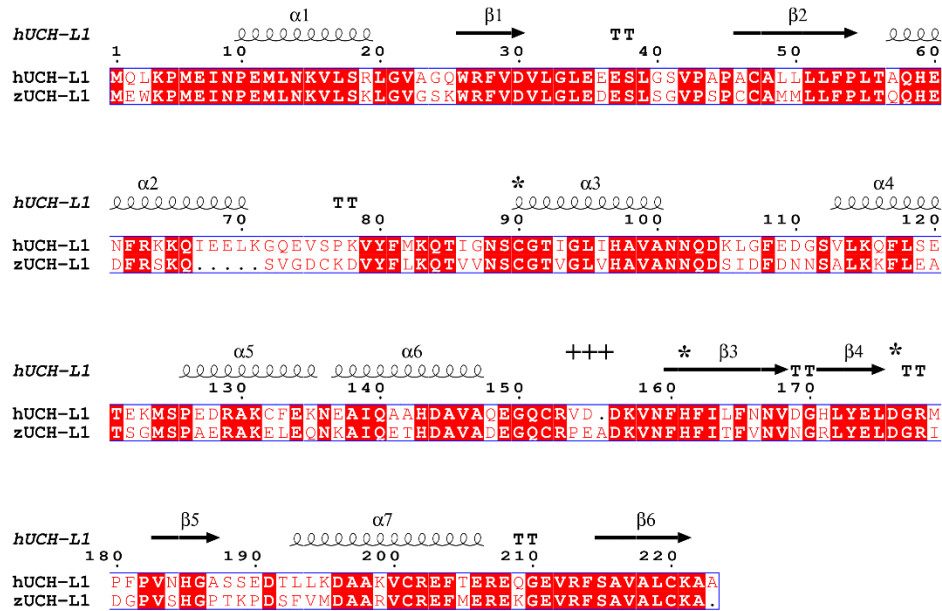 α1 β1 β2
hUCH-L1 TT
1 10 20 30 40 50 60
hUCH-L1 MQLKPMEINPEMLNKVLSRLGVAGQWRFVDVLGLEEESLGSVPAPACALLLLFPLTAQHE
zUCH-L1 MEWKPMEINPEMLNKVLSKLGVGSKWRFVDVLGLEDESLSGVPSPCCAMMLLFPLTQQHE
α2 * α3 α4
hUCH-L1 TT
70 80 90 100 110 120
hUCH-L1 NFRKKQIEELKGQEVSPKVYFMKQTIGNSCGTIGLIHAVANNQDKLGFEDGSVLKQFLSE
zUCH-L1 DFRSKQ.....SVGDCKDVYFLKQTVVNSCGTVGLVHAVANNQDSIDFDNNSALKKFLEA
α5 α6 +++ * β3 β4 *
hUCH-L1 TT TT
130 140 150 160 170
hUCH-L1 TEKMSPEDRAKCFEKNEAIQAAHDAVAQEGQCRVD.DKVNFHFILFNNVDGHLYELDGRM
zUCH-L1 TSGMSPAERAKELEQNKAIQETHDAVADEGQCRPEADKVNFHFITFVNVNGRLYELDGRI
β5 α7 β6
hUCH-L1 TT
180 190 200 210 220
hUCH-L1 PFPVNHGASSEDTLLKDAAKVCREFTEREQGEVRFSAVALCKAA
zUCH-L1 DGPVSHGPTKPDSFVMDAARVCREFMEREKGEVRFSAVALCKA.